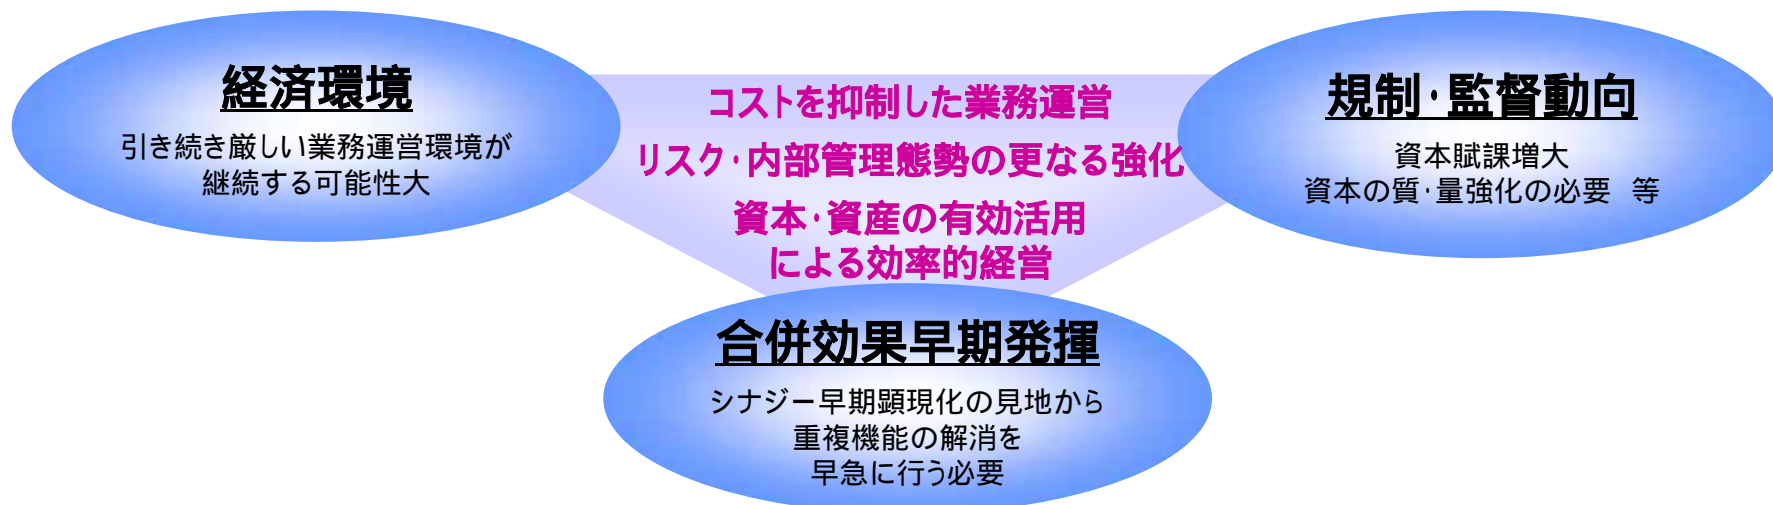 経済環境
引き続き厳しい業務運営環境が
継続する可能性大
コストを抑制した業務運営
リスク・内部管理態勢の更なる強化
資本・資産の有効活用
による効率的経営
規制・監督動向
資本賦課増大
資本の質・量強化の必要　等
合併効果早期発揮
シナジー早期顕現化の見地から
重複機能の解消を
早急に行う必要